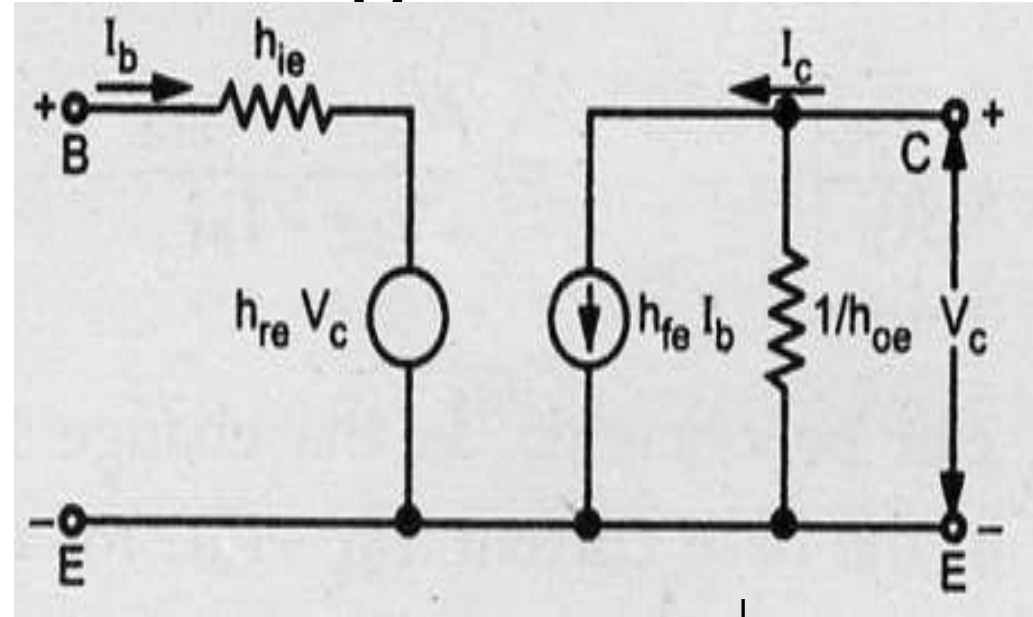 I_b h_ie I_c
+ B C +
h_re V_c h_fe I_b 1/h_oe V_c
− E E −